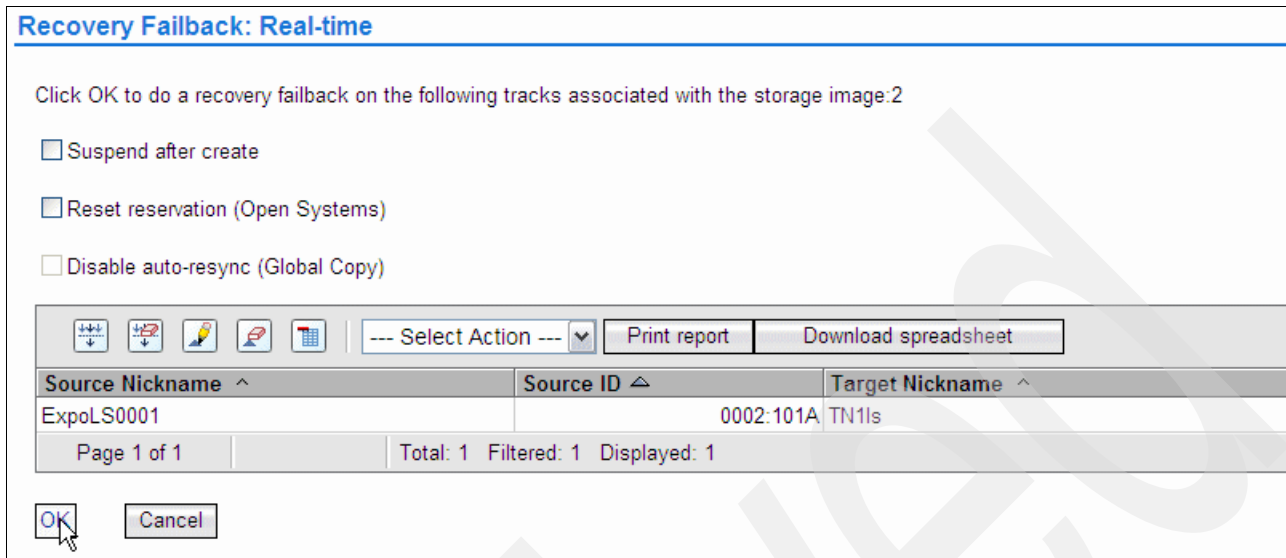 Recovery Failback: Real-time
Click OK to do a recovery failback on the following tracks associated with the storage image:2
Suspend after create
Reset reservation (Open Systems)
Disable auto-resync (Global Copy)
--- Select Action --- Print report Download spreadsheet
Source Nickname ^ Source ID Target Nickname ^
ExpoLS0001 0002:101A TN1ls
Page 1 of 1 Total: 1 Filtered: 1 Displayed: 1
OK Cancel